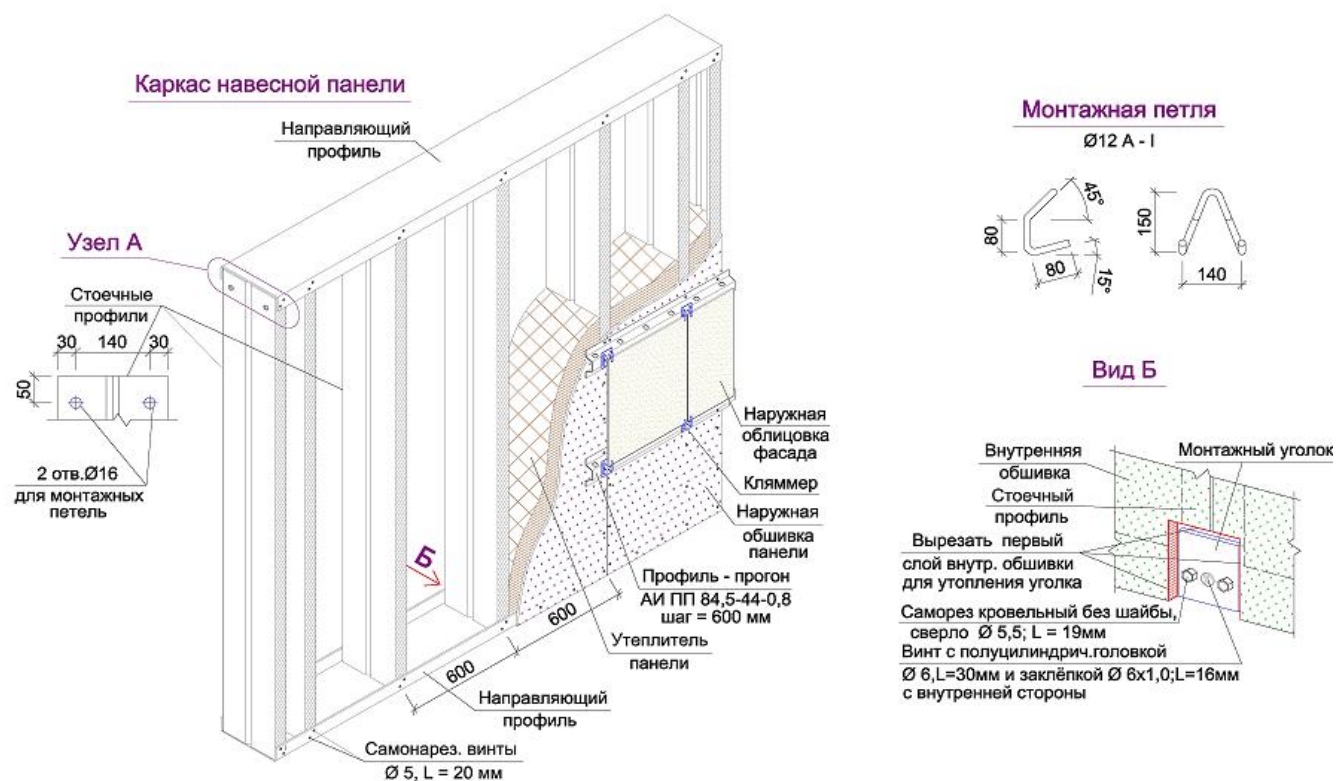 Каркас навесной панели
Направляющий
профиль
Узел А
Стоечные
профили
30
140
30
50
2 отв.Ø16
для монтажных
петель
Б
600
600
Наружная
облицовка
фасада
Кляммер
Наружная
обшивка
панели
Профиль - прогон
АИ ПП 84,5-44-0,8
шаг = 600 мм
Утеплитель
панели
Направляющий
профиль
Самонарез. винты
Ø 5, L = 20 мм
Монтажная петля
Ø12 А - I
45°
80
80
15°
150
140
Вид Б
Внутренняя
обшивка
Монтажный уголок
Стоечный
профиль
Вырезать первый
слой внутр. обшивки
для утопления уголка
Саморез кровельный без шайбы,
сверло Ø 5,5; L = 19мм
Винт с полуцилиндрич.головкой
Ø 6,L=30мм и заклёпкой Ø 6х1,0;L=16мм
с внутренней стороны